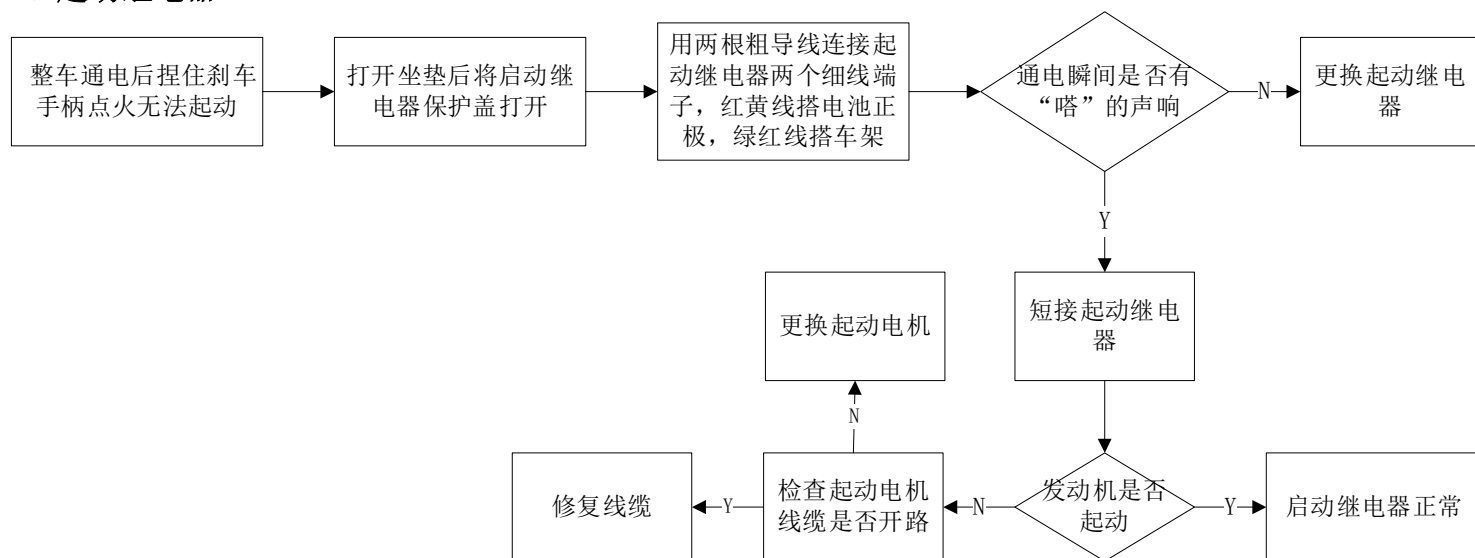 整车通电后捏住刹车
手柄点火无法起动
打开坐垫后将启动继
电器保护盖打开
用两根粗导线连接起
动继电器两个细线端
子，红黄线搭电池正
极，绿红线搭车架
通电瞬间是否有
“嗒”的声响
N
更换起动继电
器
Y
更换起动电机
短接起动继电
器
N
修复线缆
Y
检查起动电机
线缆是否开路
N
发动机是否
起动
Y
启动继电器正常